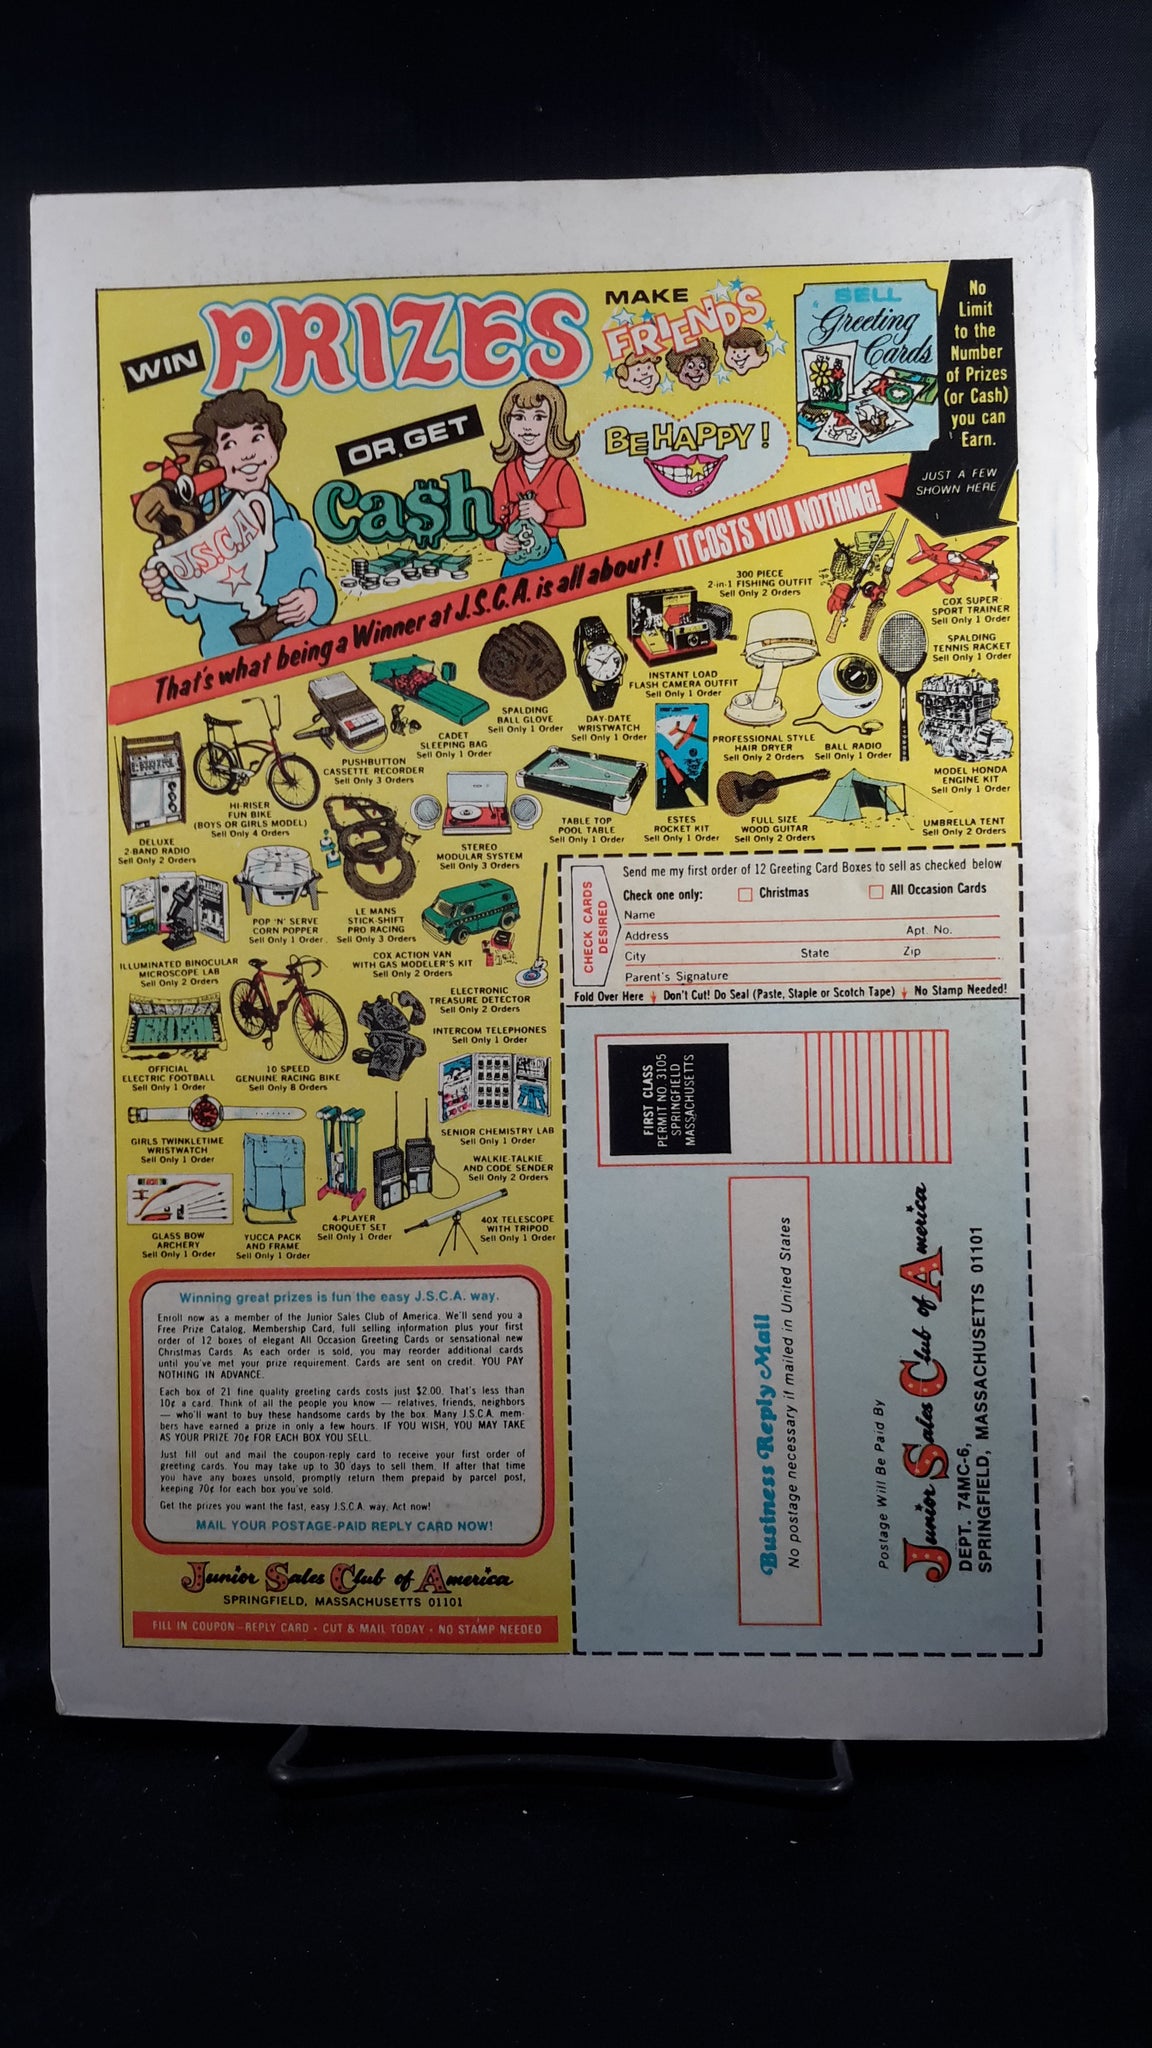 WIN
PRIZES
OR GET
Ca$h
MAKE
FRIENDS
BE HAPPY!
SELL
Greeting
Cards
No
Limit
to the
Number
of Prizes
(or Cash)
you can
Earn.
JUST A FEW
SHOWN HERE
J.S.C.A
$
That's what being a Winner at J.S.C.A. is all about! IT COSTS YOU NOTHING!
300 PIECE
2-in-1 FISHING OUTFIT
Sell Only 2 Orders
COX SUPER
SPORT TRAINER
Sell Only 1 Order
SPALDING
TENNIS RACKET
Sell Only 1 Order
INSTANT LOAD
FLASH CAMERA OUTFIT
Sell Only 1 Order
SPALDING
BALL GLOVE
Sell Only 1 Order
DAY-DATE
WRISTWATCH
Sell Only 1 Order
CADET
SLEEPING BAG
Sell Only 1 Order
PROFESSIONAL STYLE
HAIR DRYER
Sell Only 2 Orders
BALL RADIO
Sell Only 1 Order
MODEL HONDA
ENGINE KIT
Sell Only 1 Order
PUSHBUTTON
CASSETTE RECORDER
Sell Only 3 Orders
HI-RISER
FUN BIKE
(BOYS OR GIRLS MODEL)
Sell Only 4 Orders
DELUXE
2-BAND RADIO
Sell Only 2 Orders
STEREO
MODULAR SYSTEM
Sell Only 3 Orders
TABLE TOP
POOL TABLE
Sell Only 1 Order
ESTES
ROCKET KIT
Sell Only 1 Order
FULL SIZE
WOOD GUITAR
Sell Only 2 Orders
UMBRELLA TENT
Sell Only 2 Orders
POP 'N' SERVE
CORN POPPER
Sell Only 1 Order
LE MANS
STICK-SHIFT
PRO RACING
Sell Only 3 Orders
ILLUMINATED BINOCULAR
MICROSCOPE LAB
Sell Only 2 Orders
COX ACTION VAN
WITH GAS MODELER'S KIT
Sell Only 2 Orders
ELECTRONIC
TREASURE DETECTOR
Sell Only 2 Orders
INTERCOM TELEPHONES
Sell Only 1 Order
OFFICIAL
ELECTRIC FOOTBALL
Sell Only 1 Order
10 SPEED
GENUINE RACING BIKE
Sell Only 8 Orders
SENIOR CHEMISTRY LAB
Sell Only 1 Order
GIRLS TWINKLETIME
WRISTWATCH
Sell Only 1 Order
WALKIE-TALKIE
AND CODE SENDER
Sell Only 2 Orders
4-PLAYER
CROQUET SET
Sell Only 1 Order
40X TELESCOPE
WITH TRIPOD
Sell Only 1 Order
GLASS BOW
ARCHERY
Sell Only 1 Order
YUCCA PACK
AND FRAME
Sell Only 1 Order
Winning great prizes is fun the easy J.S.C.A. way.
Enroll now as a member of the Junior Sales Club of America. We'll send you a
Free Prize Catalog, Membership Card, full selling information plus your first
order of 12 boxes of elegant All Occasion Greeting Cards or sensational new
Christmas Cards. As each order is sold, you may reorder additional cards
until you've met your prize requirement. Cards are sent on credit. YOU PAY
NOTHING IN ADVANCE.
Each box of 21 fine quality greeting cards costs just $2.00. That's less than
10¢ a card. Think of all the people you know — relatives, friends, neighbors
— who'll want to buy these handsome cards by the box. Many J.S.C.A. mem-
bers have earned a prize in only a few hours. IF YOU WISH, YOU MAY TAKE
AS YOUR PRIZE 70¢ FOR EACH BOX YOU SELL.
Just fill out and mail the coupon-reply card to receive your first order of
greeting cards. You may take up to 30 days to sell them. If after that time
you have any boxes unsold, promptly return them prepaid by parcel post,
keeping 70¢ for each box you've sold.
Get the prizes you want the fast, easy J.S.C.A. way. Act now!
MAIL YOUR POSTAGE-PAID REPLY CARD NOW!
Junior Sales Club of America
SPRINGFIELD, MASSACHUSETTS 01101
FILL IN COUPON–REPLY CARD • CUT & MAIL TODAY • NO STAMP NEEDED
CHECK CARDS
DESIRED
Send me my first order of 12 Greeting Card Boxes to sell as checked below
Check one only: Christmas All Occasion Cards
Name
Address Apt. No.
City State Zip
Parent's Signature
Fold Over Here Don't Cut! Do Seal (Paste, Staple or Scotch Tape) No Stamp Needed!
FIRST CLASS
PERMIT NO. 3105
SPRINGFIELD
MASSACHUSETTS
Business Reply Mail
No postage necessary if mailed in United States
Postage Will Be Paid By
Junior Sales Club of America
DEPT. 74MC-6,
SPRINGFIELD, MASSACHUSETTS 01101